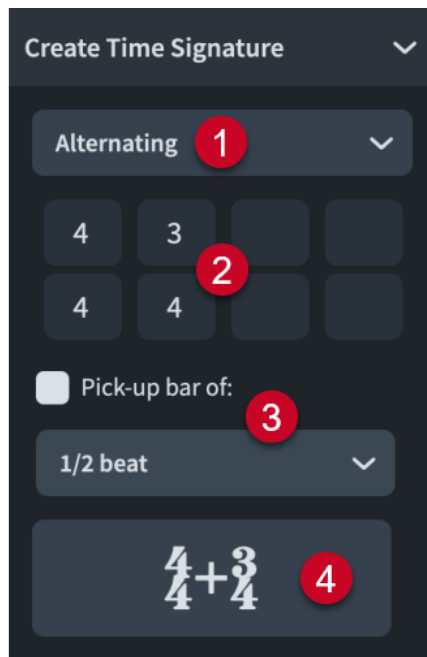 Create Time Signature
Alternating 1
4 3
2
4 4
Pick-up bar of:
3
1/2 beat
4/4+3/4 4